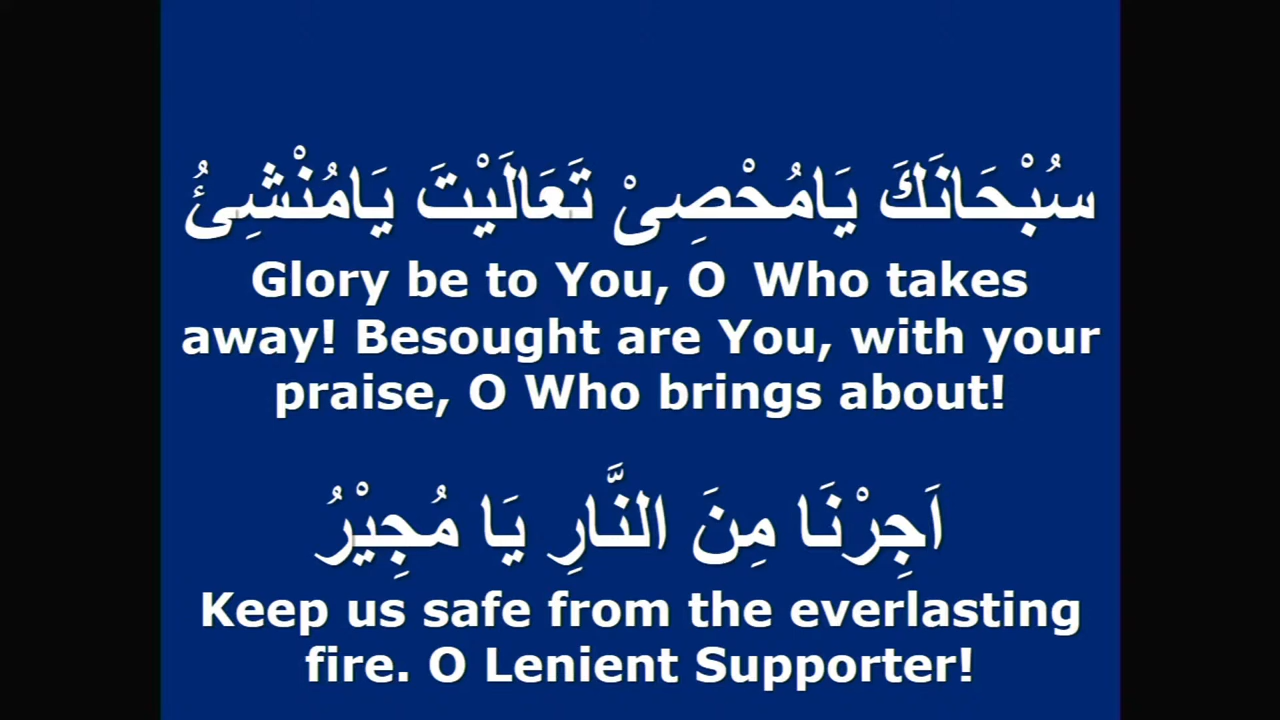 سُبْحَانَكَ يَامُحْصِىْ تَعَالَيْتَ يَامُنْشِئُ
Glory be to You, O Who takes
away! Besought are You, with your
praise, O Who brings about!
اَجِرْنَا مِنَ النَّارِ يَا مُجِيْرُ
Keep us safe from the everlasting
fire. O Lenient Supporter!